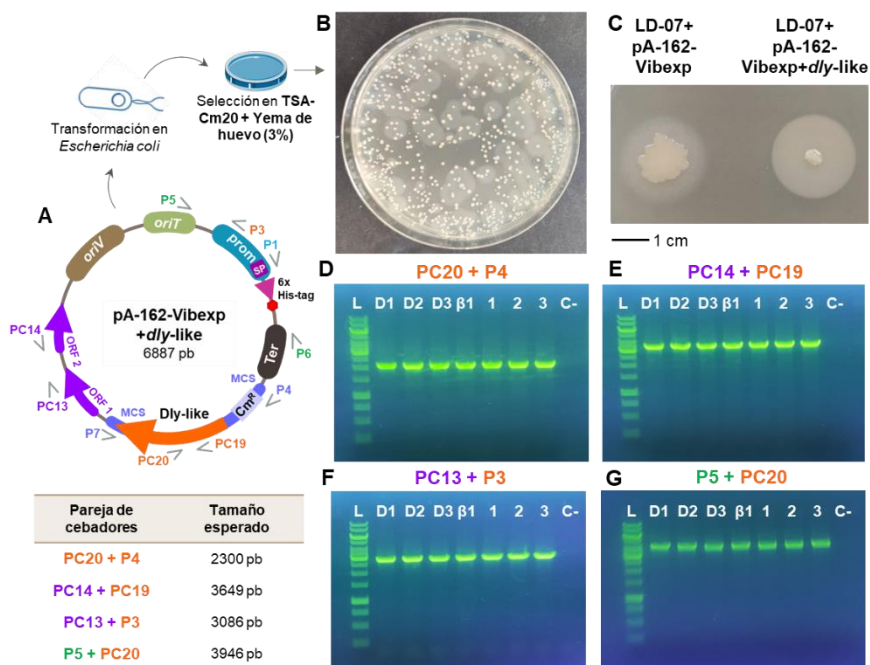 B
C
LD-07+
pA-162-
Vibexp
LD-07+
pA-162-
Vibexp+dly-like
Transformación en
Escherichia coli
Selección en TSA-
Cm20 + Yema de
huevo (3%)
1 cm
A
P5
oriT
P3
prom
P1
SP
6x
His-tag
oriV
pA-162-Vibexp
+dly-like
6887 pb
Ter
P6
MCS
P4
CmR
PC14
ORF 2
PC13
ORF 1
MCS
P7
Dly-like
PC20
PC19
D
PC20 + P4
L D1 D2 D3 β1 1 2 3 C-
E
PC14 + PC19
L D1 D2 D3 β1 1 2 3 C-
F
PC13 + P3
L D1 D2 D3 β1 1 2 3 C-
G
P5 + PC20
L D1 D2 D3 β1 1 2 3 C-
Pareja de cebadores Tamaño esperado
PC20 + P4 2300 pb
PC14 + PC19 3649 pb
PC13 + P3 3086 pb
P5 + PC20 3946 pb